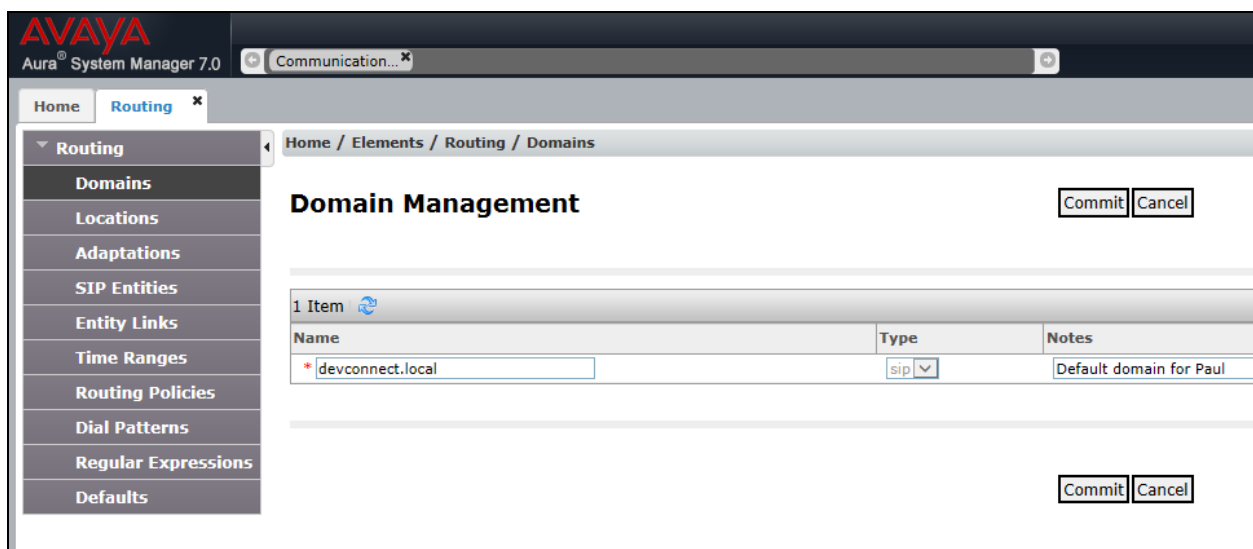 AVAYA
Aura® System Manager 7.0
Communication...
Home
Routing
Routing
Domains
Locations
Adaptations
SIP Entities
Entity Links
Time Ranges
Routing Policies
Dial Patterns
Regular Expressions
Defaults
Home / Elements / Routing / Domains
Domain Management
Commit Cancel
1 Item
Name Type Notes
* devconnect.local sip Default domain for Paul
Commit Cancel